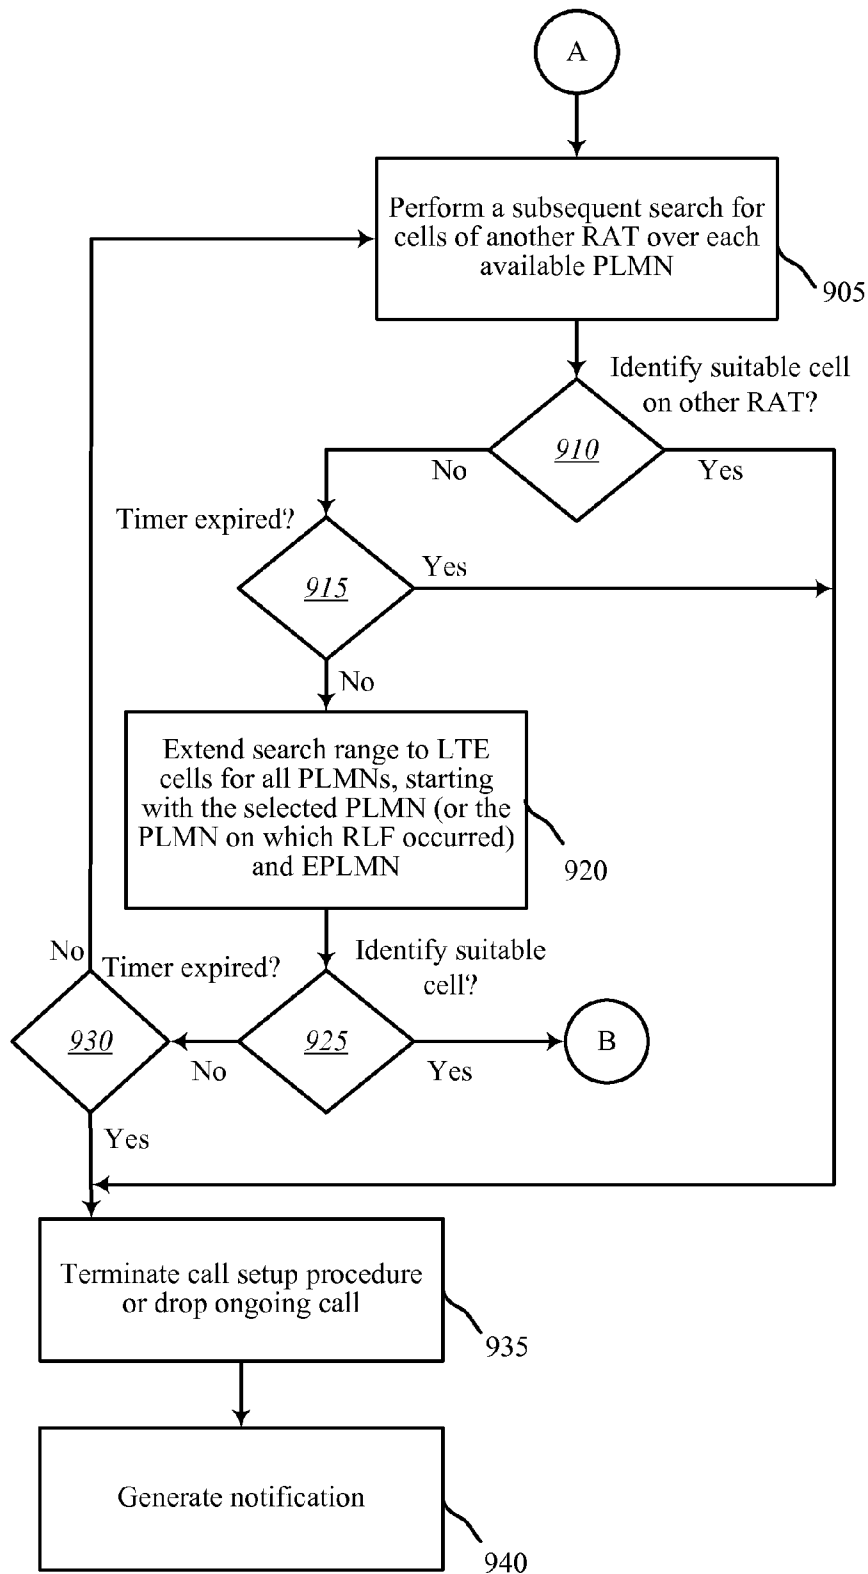 A
Perform a subsequent search for
cells of another RAT over each
available PLMN
905
Identify suitable cell
on other RAT?
910
No
Yes
Timer expired?
915
Yes
No
Extend search range to LTE
cells for all PLMNs, starting
with the selected PLMN (or the
PLMN on which RLF occurred)
and EPLMN
920
No
Timer expired?
Identify suitable
cell?
930
925
B
No
Yes
Yes
Terminate call setup procedure
or drop ongoing call
935
Generate notification
940